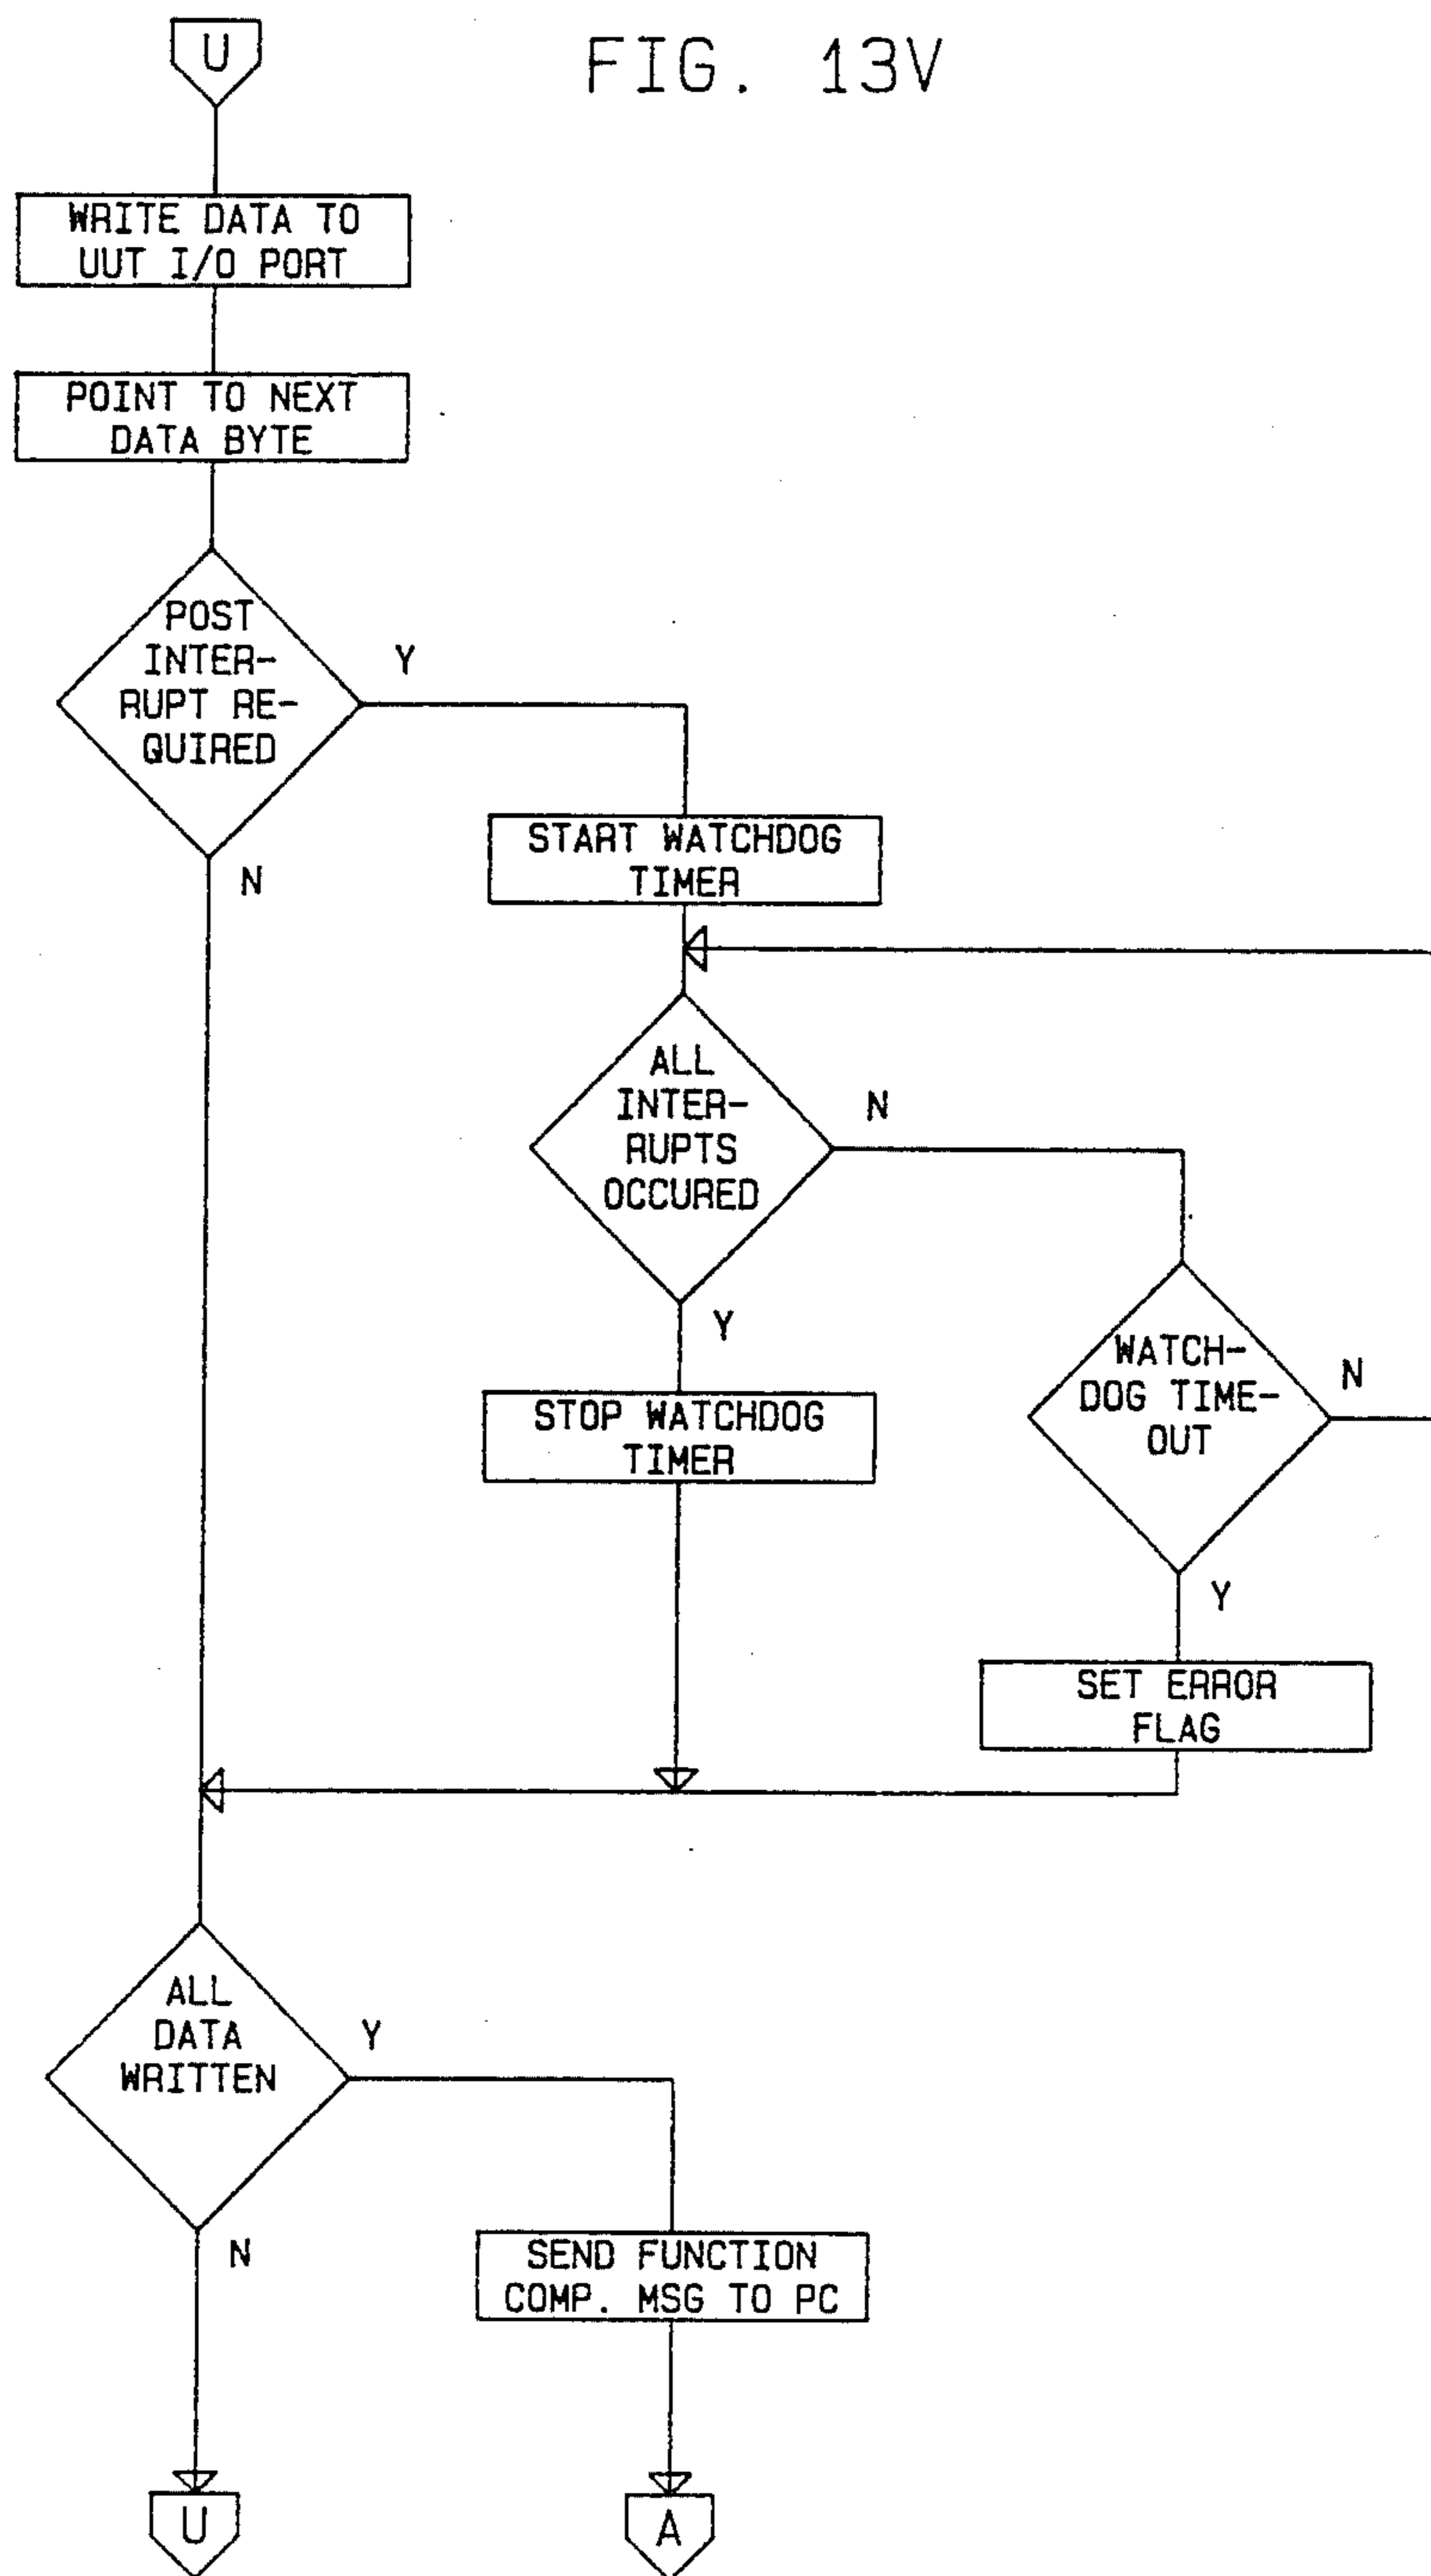 U
FIG. 13V
WRITE DATA TO
UUT I/O PORT
POINT TO NEXT
DATA BYTE
POST
INTER-
RUPT RE-
QUIRED
Y
N
START WATCHDOG
TIMER
ALL
INTER-
RUPTS
OCCURED
N
Y
WATCH-
DOG TIME-
OUT
N
Y
STOP WATCHDOG
TIMER
SET ERROR
FLAG
ALL
DATA
WRITTEN
Y
N
SEND FUNCTION
COMP. MSG TO PC
U
A